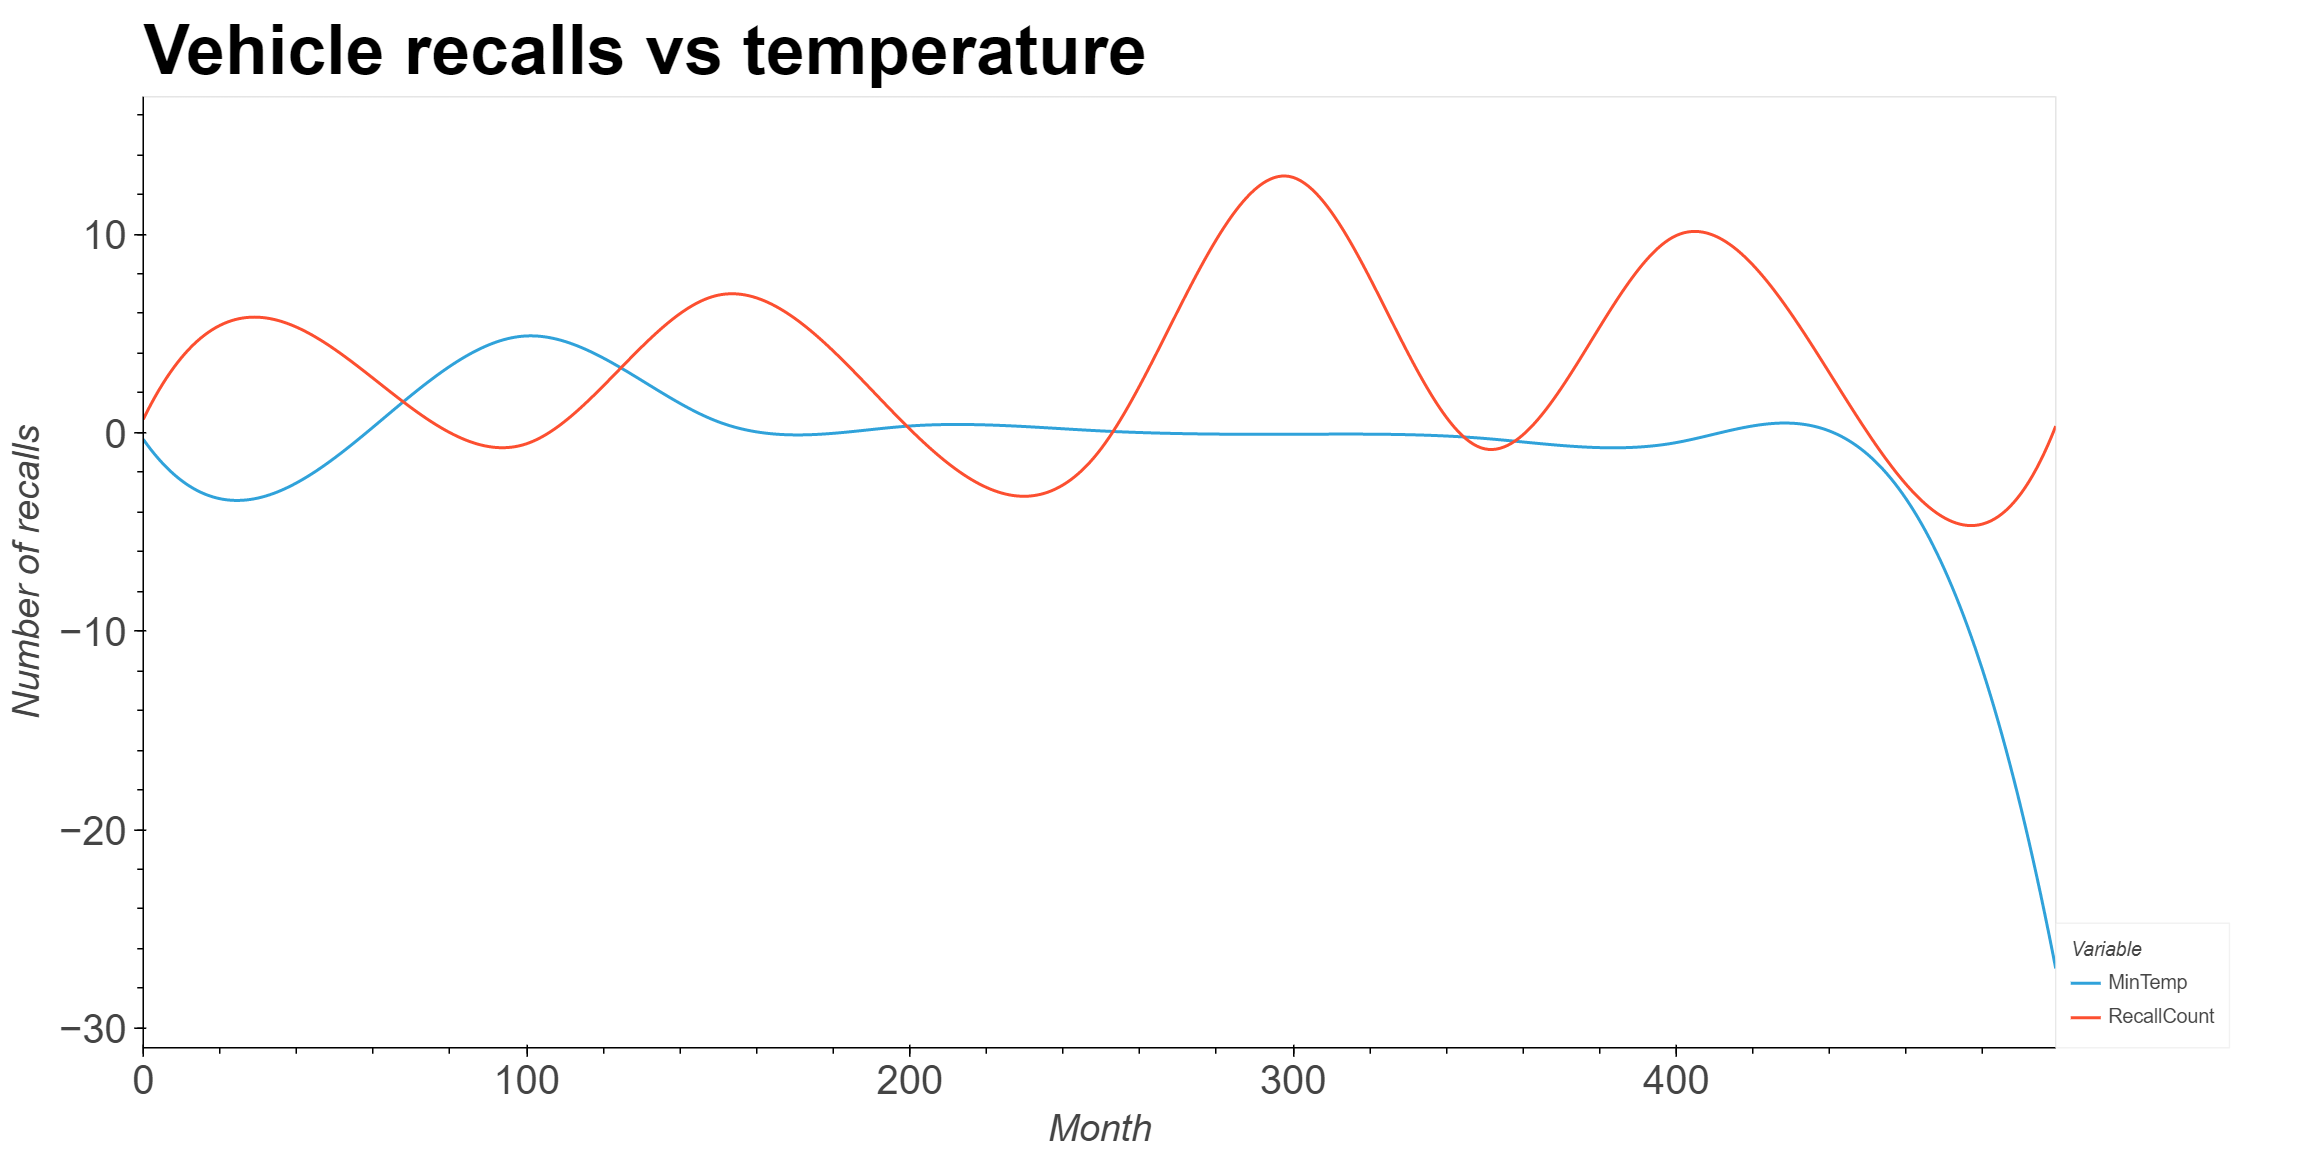 Vehicle recalls vs temperature
10
0
−10
−20
−30
Number of recalls
0 100 200 300 400
Month
Variable
MinTemp
RecallCount